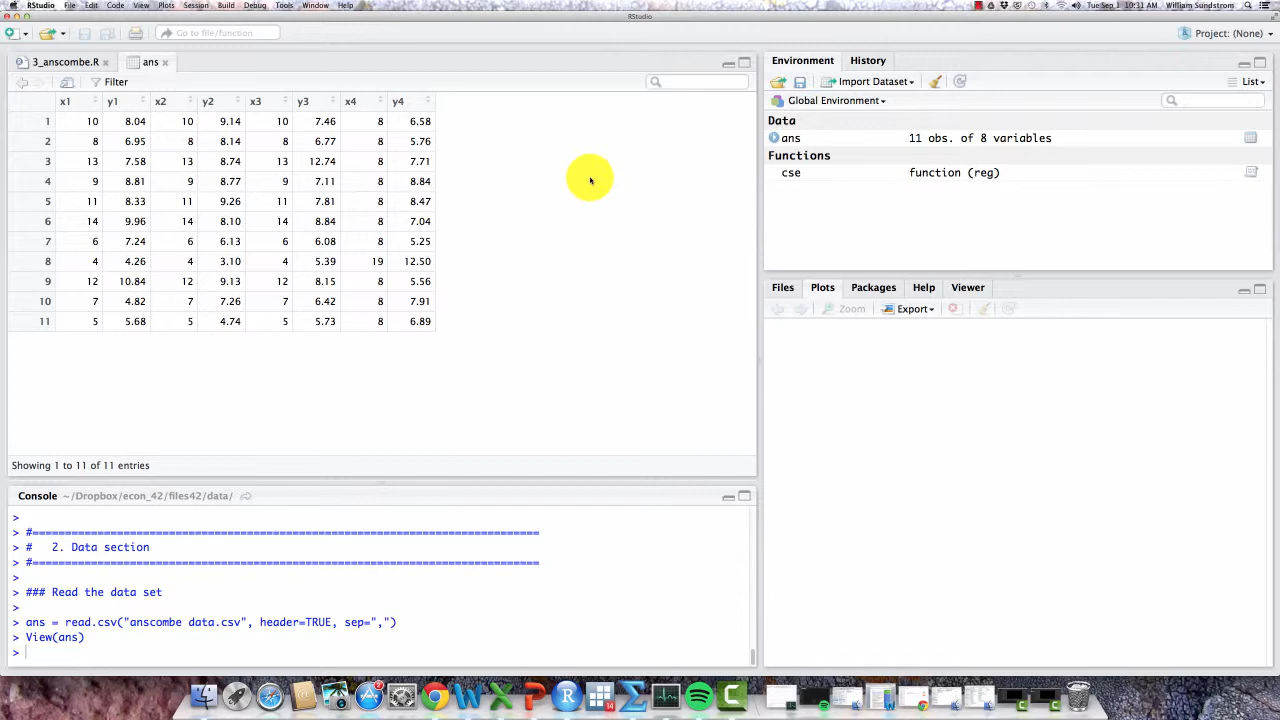 RStudio File Edit Code View Plots Session Build Debug Tools Window Help
William Sundstrom
RStudio
Go to file/function
Project: (None)
3_anscombe.R
ans
Filter
x1 y1 x2 y2 x3 y3 x4 y4
1 10 8.04 10 9.14 10 7.46 8 6.58
2 8 6.95 8 8.14 8 6.77 8 5.76
3 13 7.58 13 8.74 13 12.74 8 7.71
4 9 8.81 9 8.77 9 7.11 8 8.84
5 11 8.33 11 9.26 11 7.81 8 8.47
6 14 9.96 14 8.10 14 8.84 8 7.04
7 6 7.24 6 6.13 6 6.08 8 5.25
8 4 4.26 4 3.10 4 5.39 19 12.50
9 12 10.84 12 9.13 12 8.15 8 5.56
10 7 4.82 7 7.26 7 6.42 8 7.91
11 5 5.68 5 4.74 5 5.73 8 6.89
Showing 1 to 11 of 11 entries
Console ~/Dropbox/econ_42/files42/data/
>
> #==============================================================================
> #   2. Data section
> #==============================================================================
>
> ### Read the data set
>
> ans = read.csv("anscombe data.csv", header=TRUE, sep=",")
> View(ans)
>
Environment History
Import Dataset
List
Global Environment
Data
ans 11 obs. of 8 variables
Functions
cse function (reg)
Files Plots Packages Help Viewer
Zoom Export